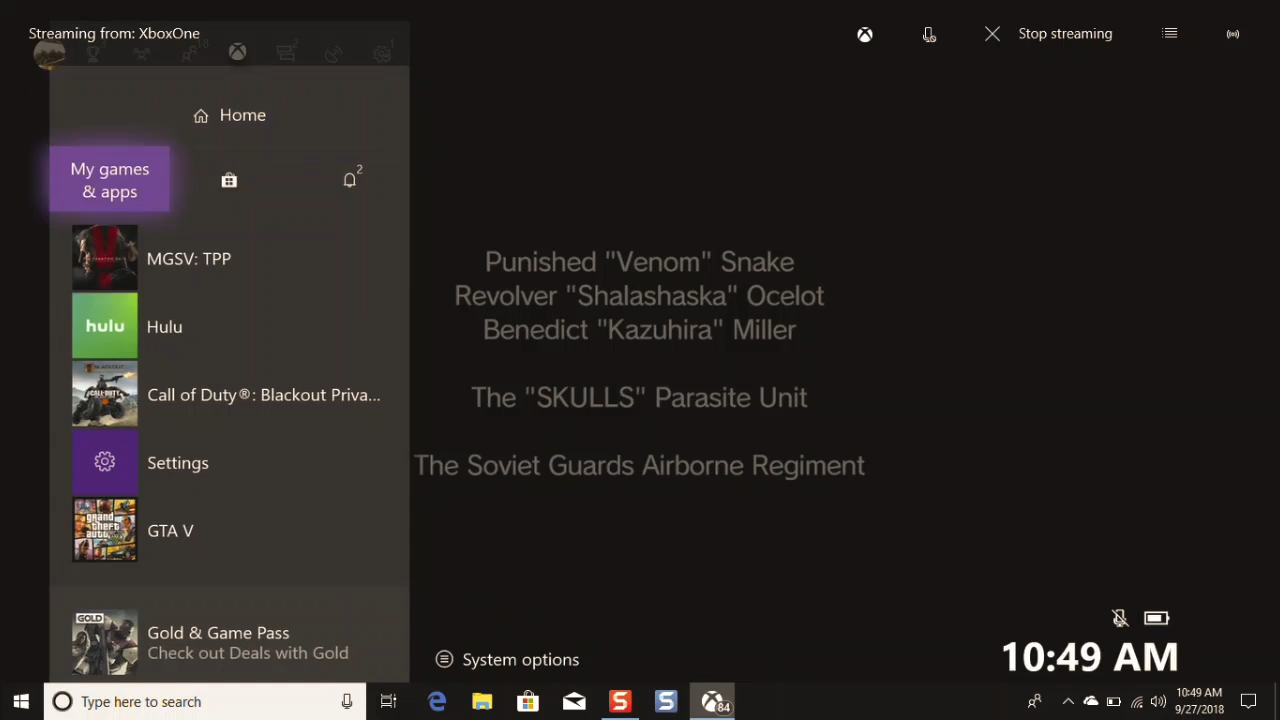 Streaming from: XboxOne
Stop streaming
Home
My games
& apps
2
MGSV: TPP
hulu
Hulu
Call of Duty®: Blackout Priva...
Settings
grand
theft
auto
GTA V
GOLD
Gold & Game Pass
Check out Deals with Gold
Punished "Venom" Snake
Revolver "Shalashaska" Ocelot
Benedict "Kazuhira" Miller
The "SKULLS" Parasite Unit
The Soviet Guards Airborne Regiment
System options
10:49 AM
Type here to search
84
10:49 AM
9/27/2018